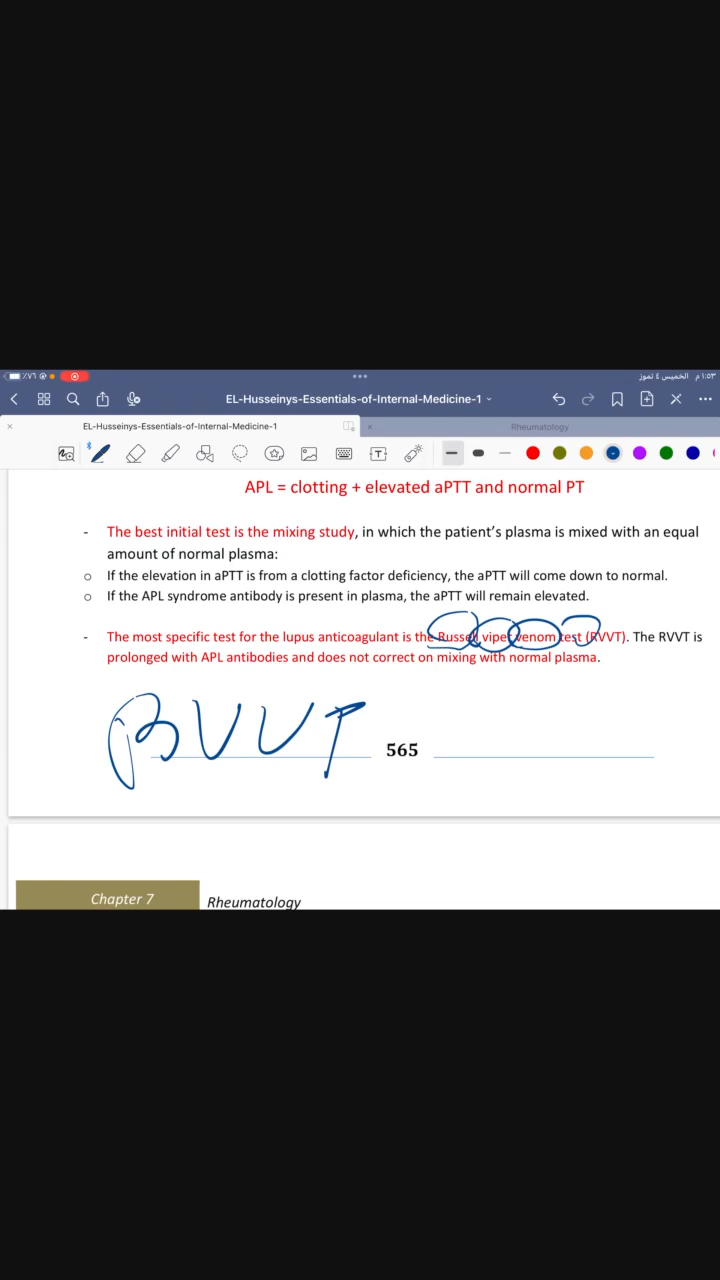 ٪٧٦
١:٥٣ م الخميس ٤ تموز
EL-Husseinys-Essentials-of-Internal-Medicine-1
EL-Husseinys-Essentials-of-Internal-Medicine-1
Rheumatology
T
APL = clotting + elevated aPTT and normal PT
- The best initial test is the mixing study, in which the patient's plasma is mixed with an equal
amount of normal plasma:
o If the elevation in aPTT is from a clotting factor deficiency, the aPTT will come down to normal.
o If the APL syndrome antibody is present in plasma, the aPTT will remain elevated.
- The most specific test for the lupus anticoagulant is the Russell viper venom test (RVVT). The RVVT is
prolonged with APL antibodies and does not correct on mixing with normal plasma.
RVVT
565
Chapter 7
Rheumatology